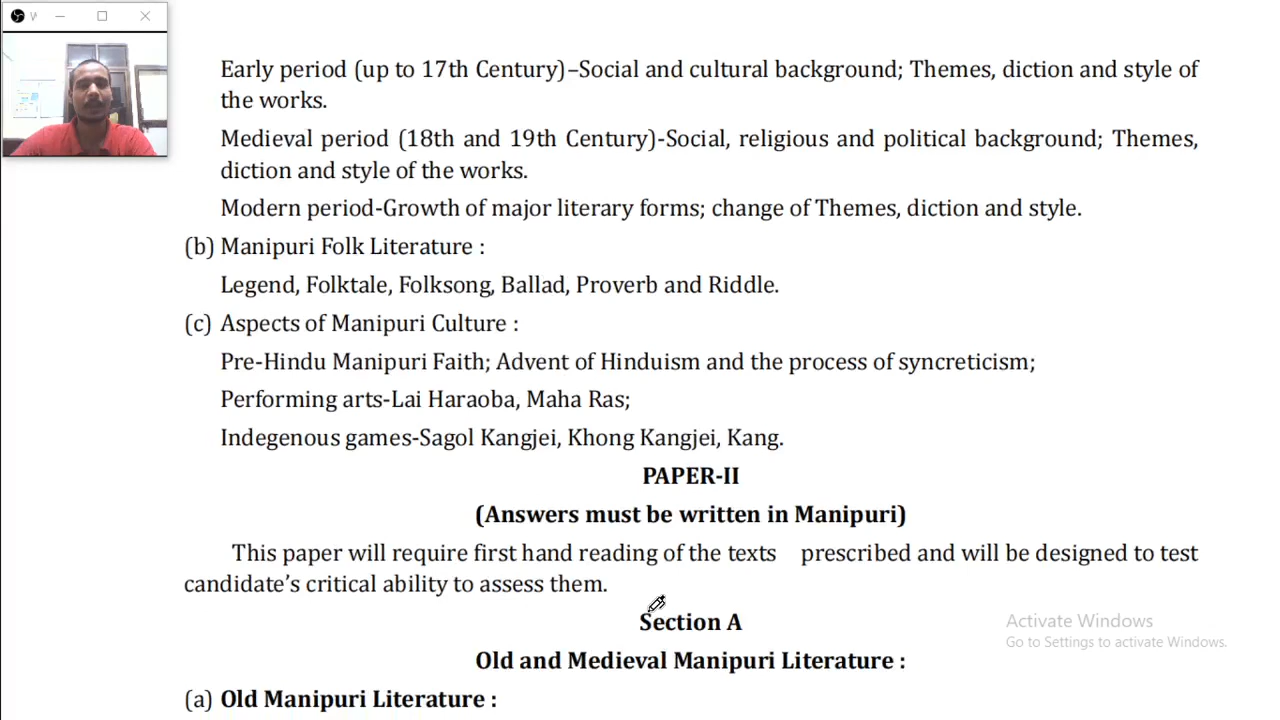 W
Early period (up to 17th Century)–Social and cultural background; Themes, diction and style of
the works.
Medieval period (18th and 19th Century)-Social, religious and political background; Themes,
diction and style of the works.
Modern period-Growth of major literary forms; change of Themes, diction and style.
(b) Manipuri Folk Literature :
Legend, Folktale, Folksong, Ballad, Proverb and Riddle.
(c) Aspects of Manipuri Culture :
Pre-Hindu Manipuri Faith; Advent of Hinduism and the process of syncreticism;
Performing arts-Lai Haraoba, Maha Ras;
Indegenous games-Sagol Kangjei, Khong Kangjei, Kang.
PAPER-II
(Answers must be written in Manipuri)
This paper will require first hand reading of the texts prescribed and will be designed to test
candidate’s critical ability to assess them.
Section A
Activate Windows
Go to Settings to activate Windows.
Old and Medieval Manipuri Literature :
(a) Old Manipuri Literature :